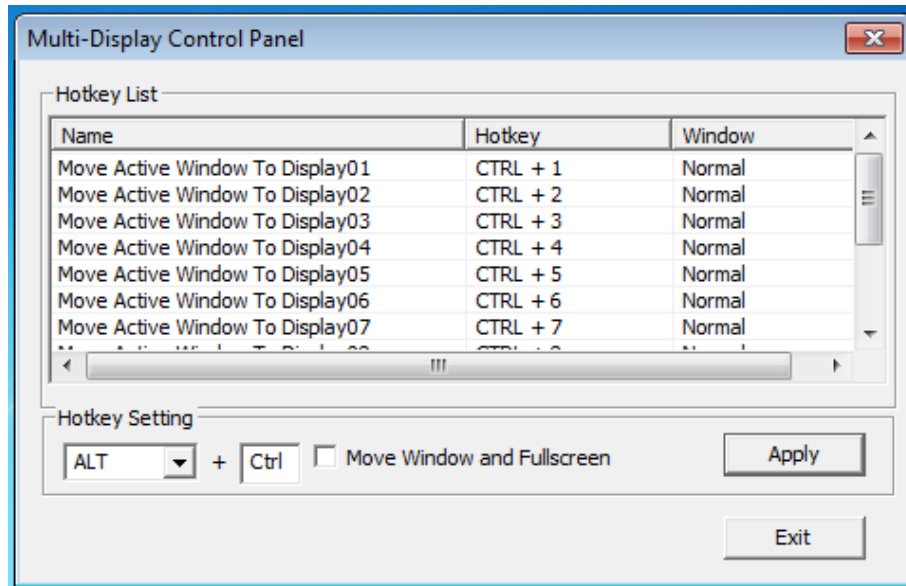 Multi-Display Control Panel
Hotkey List
Name Hotkey Window
Move Active Window To Display01 CTRL + 1 Normal
Move Active Window To Display02 CTRL + 2 Normal
Move Active Window To Display03 CTRL + 3 Normal
Move Active Window To Display04 CTRL + 4 Normal
Move Active Window To Display05 CTRL + 5 Normal
Move Active Window To Display06 CTRL + 6 Normal
Move Active Window To Display07 CTRL + 7 Normal
Hotkey Setting
ALT + Ctrl Move Window and Fullscreen Apply
Exit